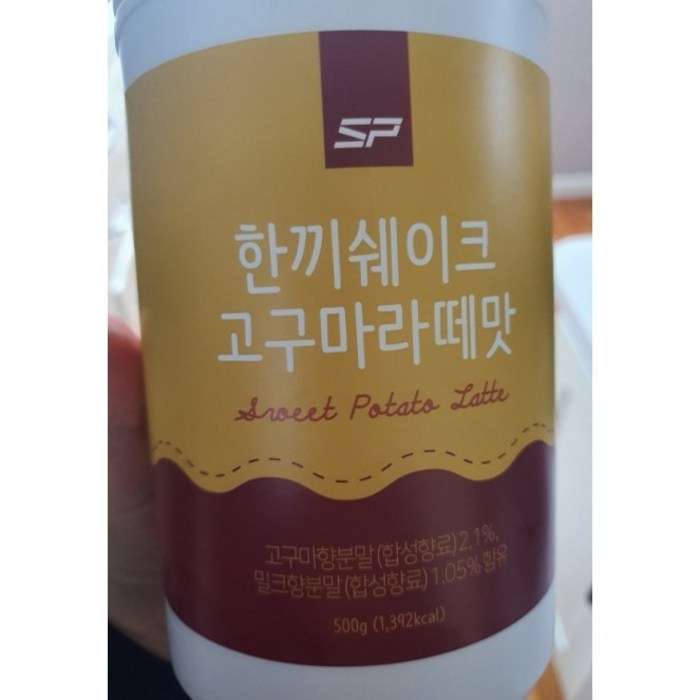 SP
한끼쉐이크
고구마라떼맛
Sweet Potato Latte
고구마향분말(합성향료)2.1%,
밀크향분말(합성향료)1.05%함유
500g (1,392kcal)